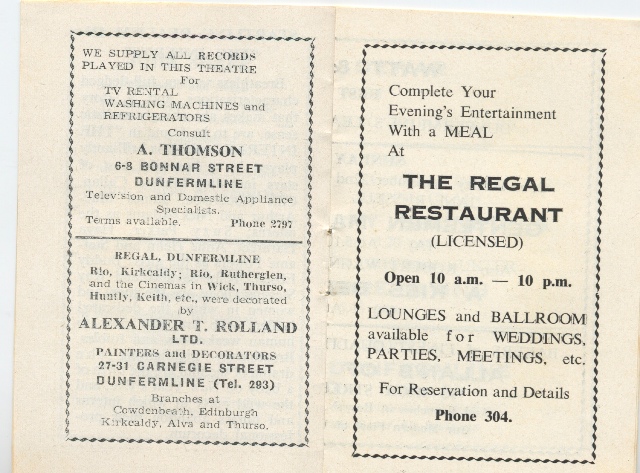 WE SUPPLY ALL RECORDS
PLAYED IN THIS THEATRE
For
TV RENTAL
WASHING MACHINES and
REFRIGERATORS
Consult
A. THOMSON
6-8 BONNAR STREET
DUNFERMLINE
Television and Domestic Appliance
Specialists.
Terms available. Phone 2797
REGAL, DUNFERMLINE
Rio, Kirkcaldy; Rio, Rutherglen,
and the Cinemas in Wick, Thurso,
Huntly, Keith, etc., were decorated
by
ALEXANDER T. ROLLAND
LTD.
PAINTERS and DECORATORS
27-31 CARNEGIE STREET
DUNFERMLINE (Tel. 293)
Branches at
Cowdenbeath, Edinburgh
Kirkcaldy, Alva and Thurso.
Complete Your
Evening's Entertainment
With a MEAL
At
THE REGAL
RESTAURANT
(LICENSED)
Open 10 a.m. — 10 p.m.
LOUNGES and BALLROOM
available for WEDDINGS,
PARTIES, MEETINGS, etc.
For Reservation and Details
Phone 304.